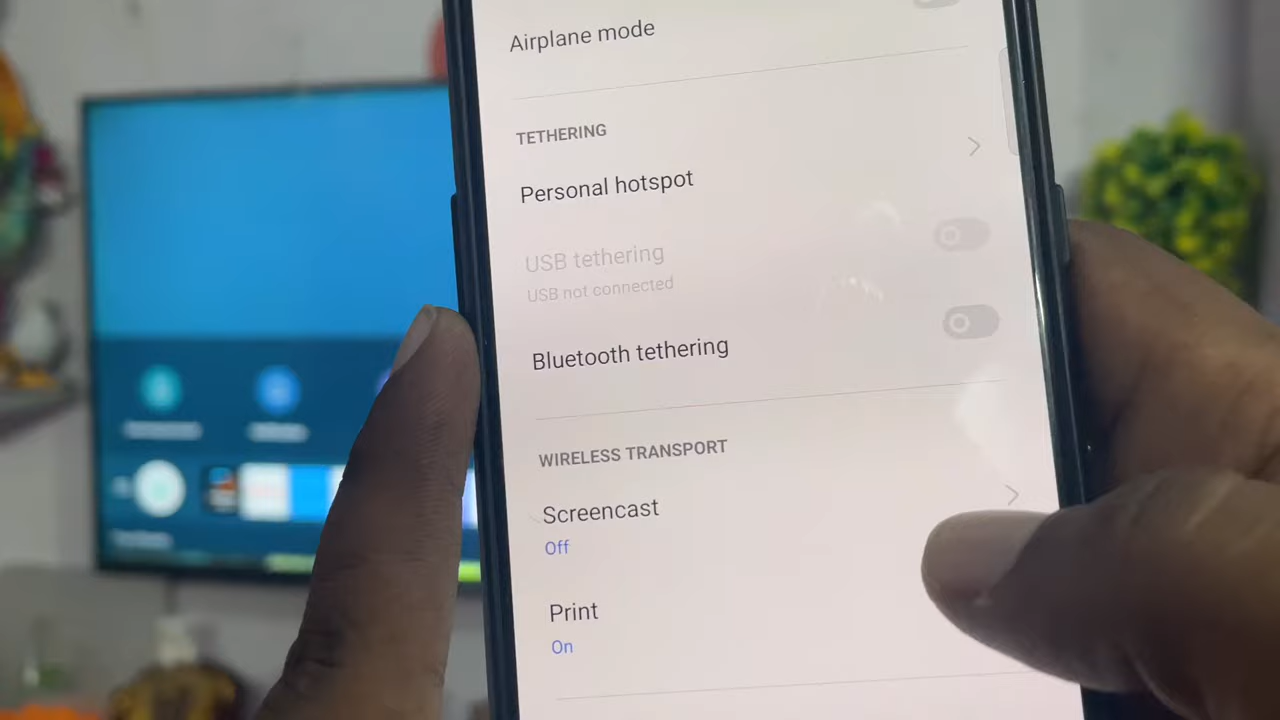 Airplane mode
TETHERING
Personal hotspot
USB tethering
USB not connected
Bluetooth tethering
WIRELESS TRANSPORT
Screencast
Off
Print
On